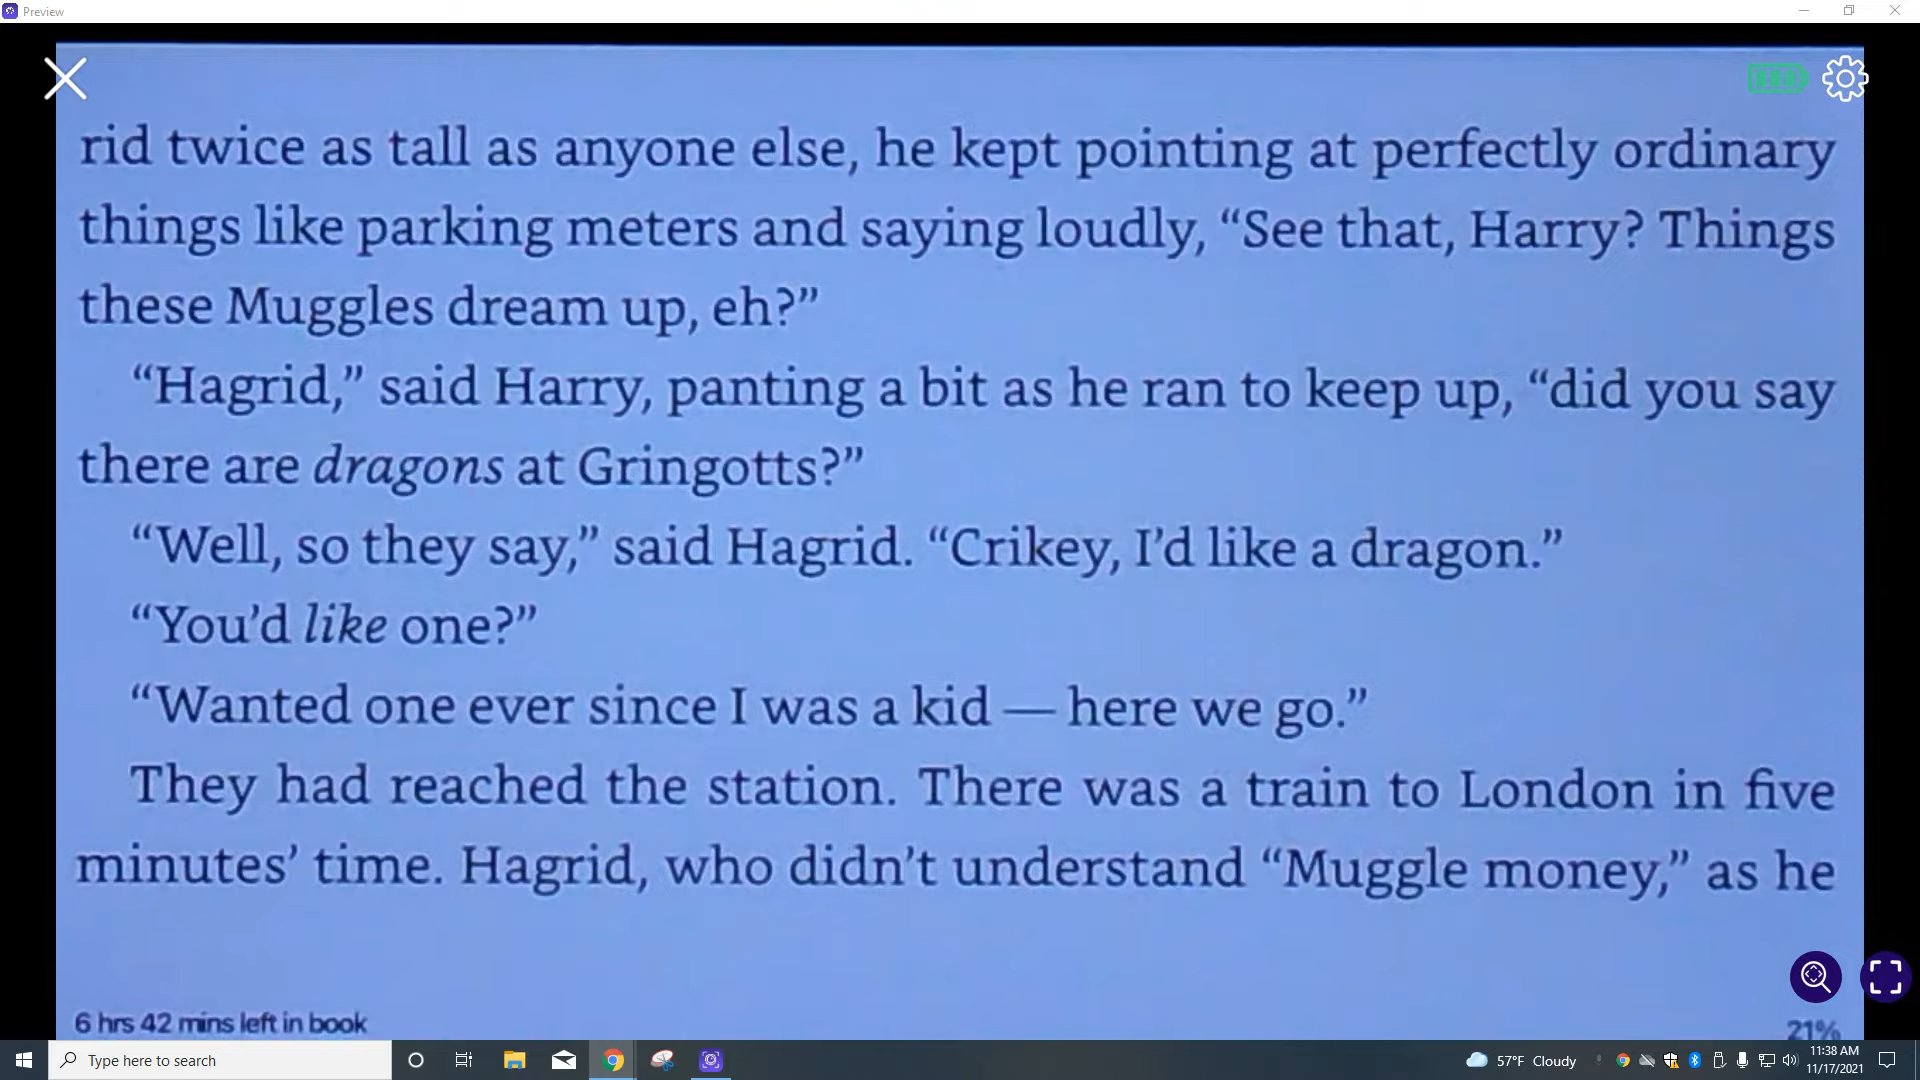 Preview
rid twice as tall as anyone else, he kept pointing at perfectly ordinary
things like parking meters and saying loudly, “See that, Harry? Things
these Muggles dream up, eh?”
“Hagrid,” said Harry, panting a bit as he ran to keep up, “did you say
there are dragons at Gringotts?”
“Well, so they say,” said Hagrid. “Crikey, I’d like a dragon.”
“You’d like one?”
“Wanted one ever since I was a kid — here we go.”
They had reached the station. There was a train to London in five
minutes’ time. Hagrid, who didn’t understand “Muggle money,” as he
6 hrs 42 mins left in book
21%
Type here to search
57°F Cloudy
11:38 AM
11/17/2021